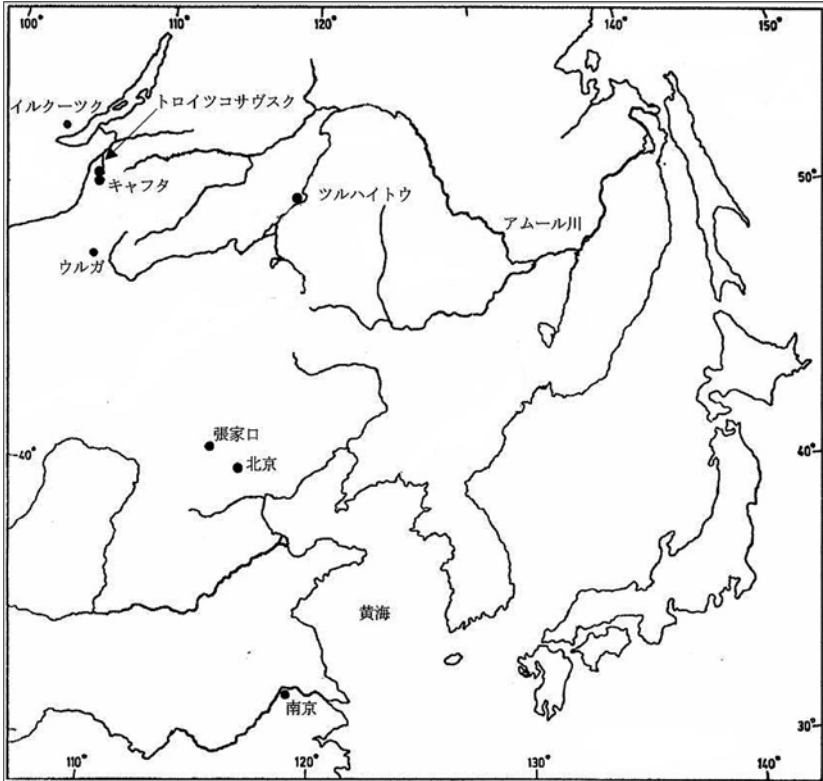 100° 110° 120° 140° 150°
イルクーツク
トロイツコサヴスク
キャフタ
50°
ツルハイトウ
アムール川
ウルガ
張家口
40° 北京 40°
黄海
南京
30°
110° 120° 130° 140°